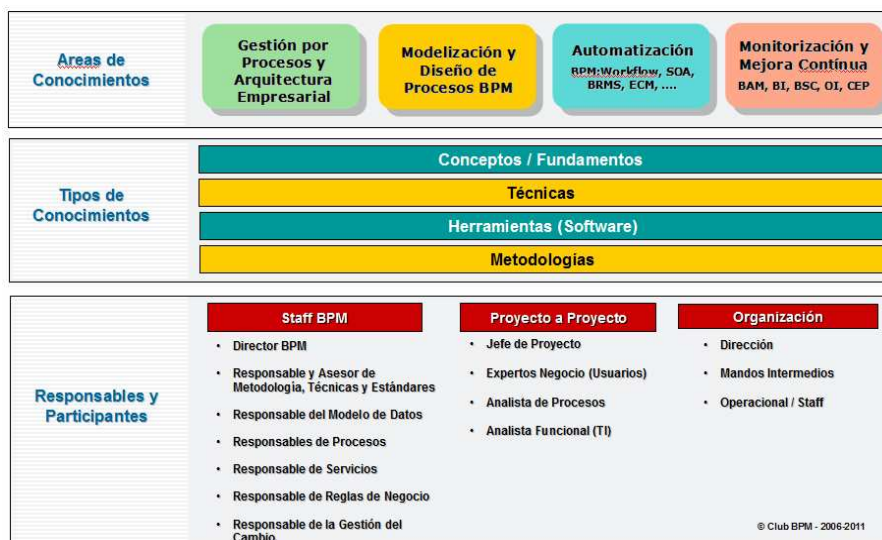 Areas de
Conocimientos
Gestión por
Procesos y
Arquitectura
Empresarial
Modelización y
Diseño de
Procesos BPM
Automatización
BPM:Workflow, SOA,
BRMS, ECM, ....
Monitorización y
Mejora Contínua
BAM, BI, BSC, OI, CEP
Tipos de
Conocimientos
Conceptos / Fundamentos
Técnicas
Herramientas (Software)
Metodologías
Responsables y
Participantes
Staff BPM
• Director BPM
• Responsable y Asesor de
Metodología, Técnicas y Estándares
• Responsable del Modelo de Datos
• Responsables de Procesos
• Responsable de Servicios
• Responsable de Reglas de Negocio
• Responsable de la Gestión del
Cambio
Proyecto a Proyecto
• Jefe de Proyecto
• Expertos Negocio (Usuarios)
• Analista de Procesos
• Analista Funcional (TI)
Organización
• Dirección
• Mandos Intermedios
• Operacional / Staff
© Club BPM - 2006-2011